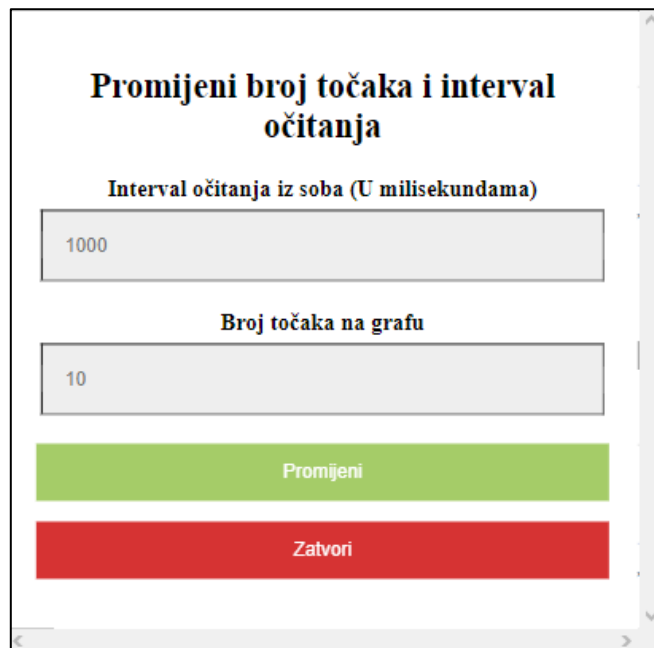 Promijeni broj točaka i interval
očitanja
Interval očitanja iz soba (U milisekundama)
1000
Broj točaka na grafu
10
Promijeni
Zatvori